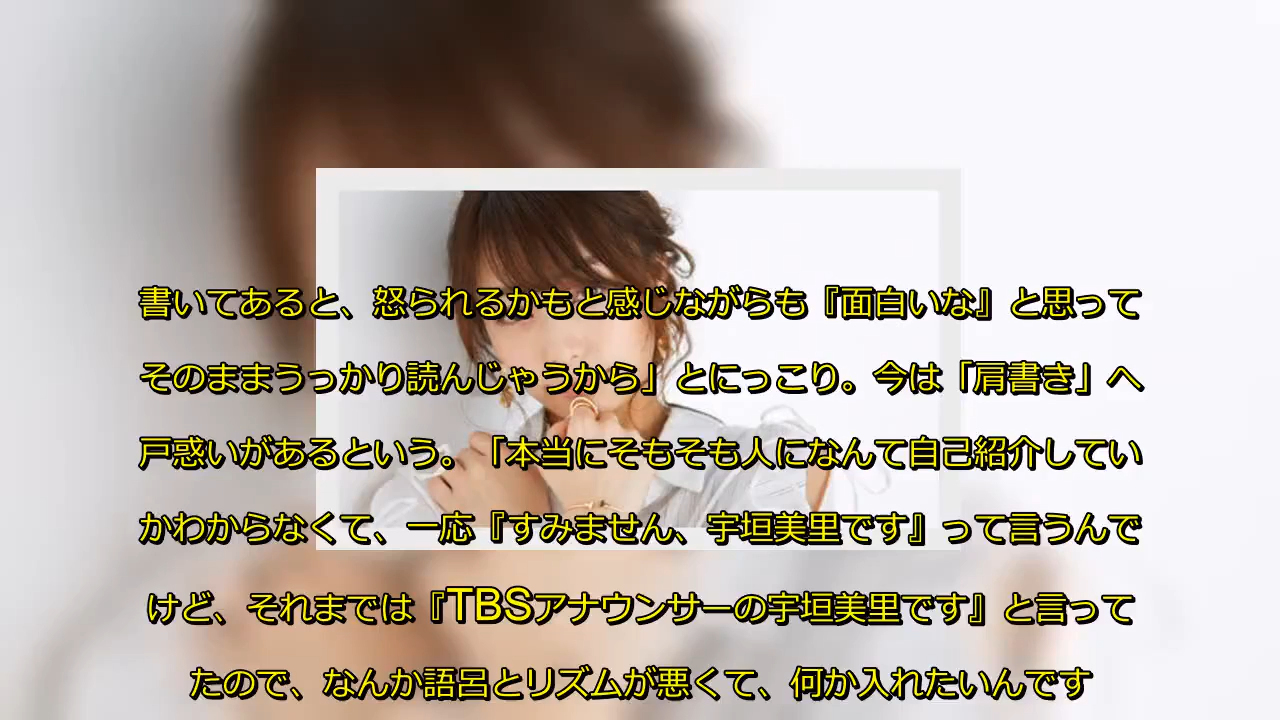 書いてあると、怒られるかもと感じながらも『面白いな』と思って
そのままうっかり読んじゃうから」とにっこり。今は「肩書き」へ
戸惑いがあるという。「本当にそもそも人になんて自己紹介してい
かわからなくて、一応『すみません、宇垣美里です』って言うんで
けど、それまでは『TBSアナウンサーの宇垣美里です』と言って
たので、なんか語呂とリズムが悪くて、何か入れたいんです